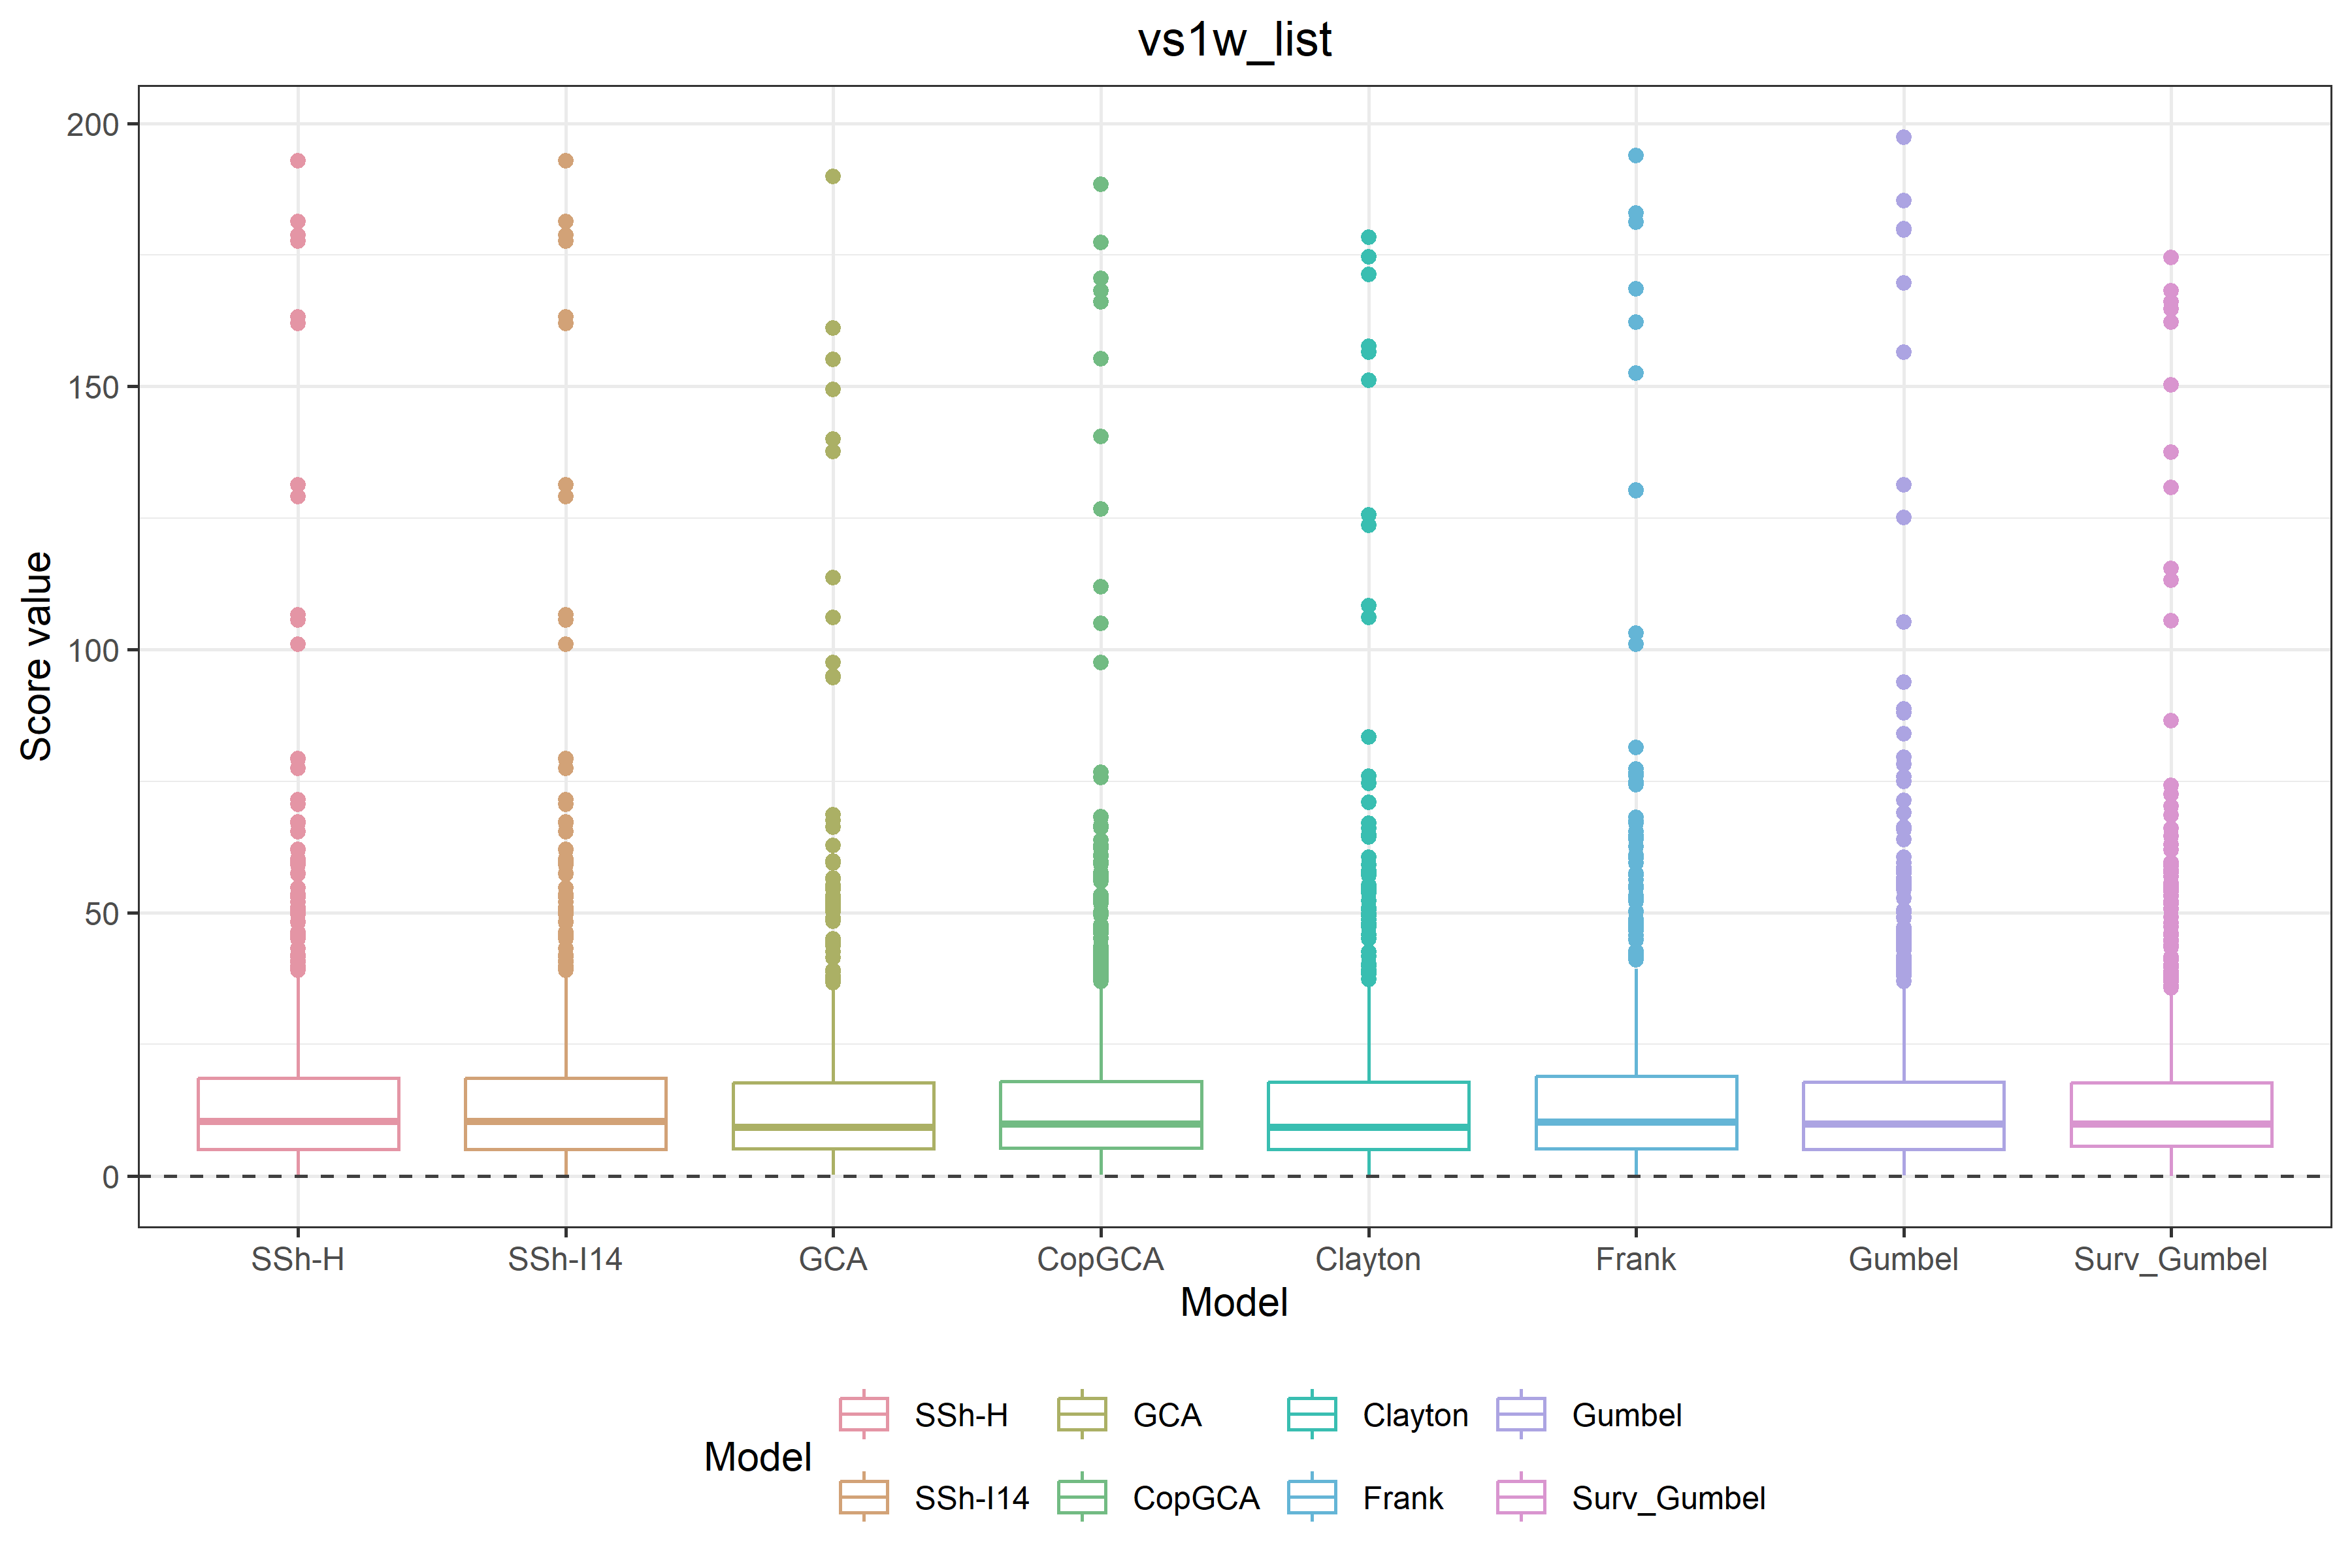 vs1w_list
200
150
100
50
0
Score value
SSh-H SSh-I14 GCA CopGCA Clayton Frank Gumbel Surv_Gumbel
Model
Model
SSh-H GCA Clayton Gumbel
SSh-I14 CopGCA Frank Surv_Gumbel